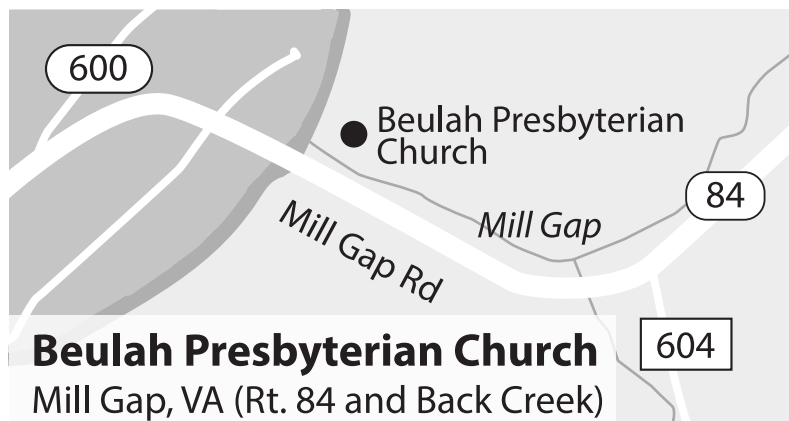 600
Beulah Presbyterian
Church
84
Mill Gap
Mill Gap Rd
604
Beulah Presbyterian Church
Mill Gap, VA (Rt. 84 and Back Creek)